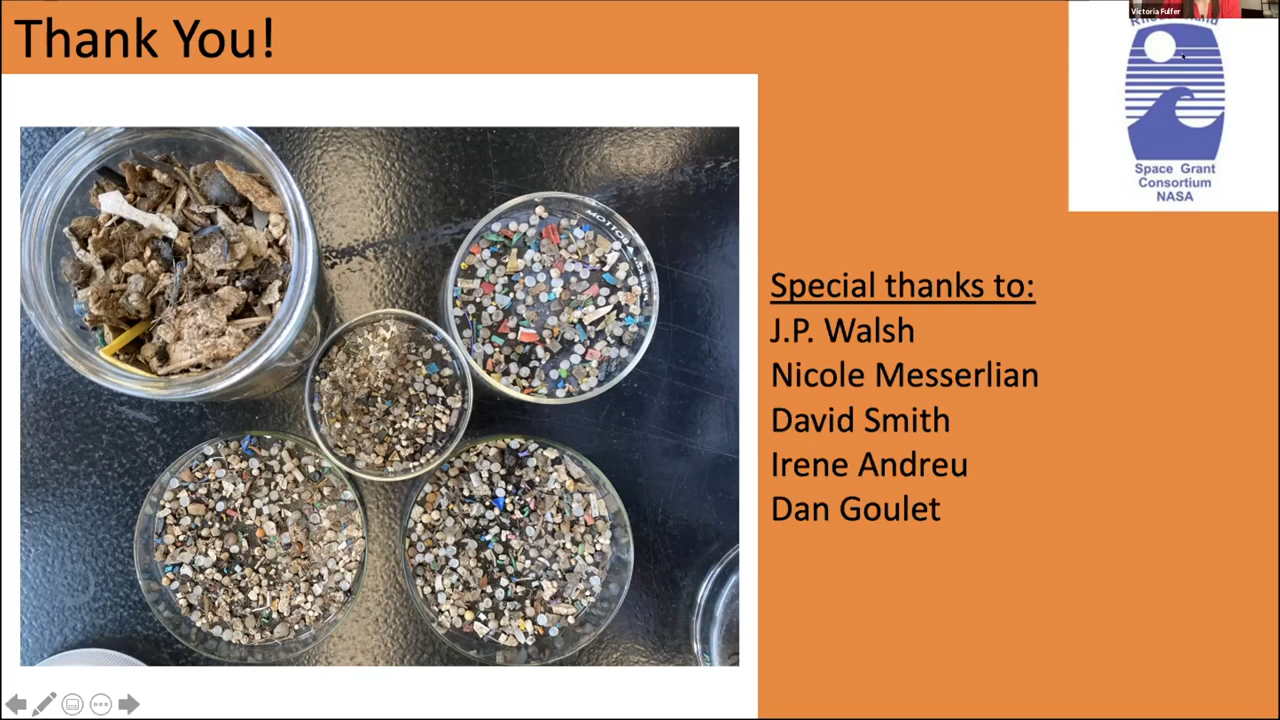 Thank You!
Victoria Fulfer
Space Grant
Consortium
NASA
Special thanks to:
J.P. Walsh
Nicole Messerlian
David Smith
Irene Andreu
Dan Goulet